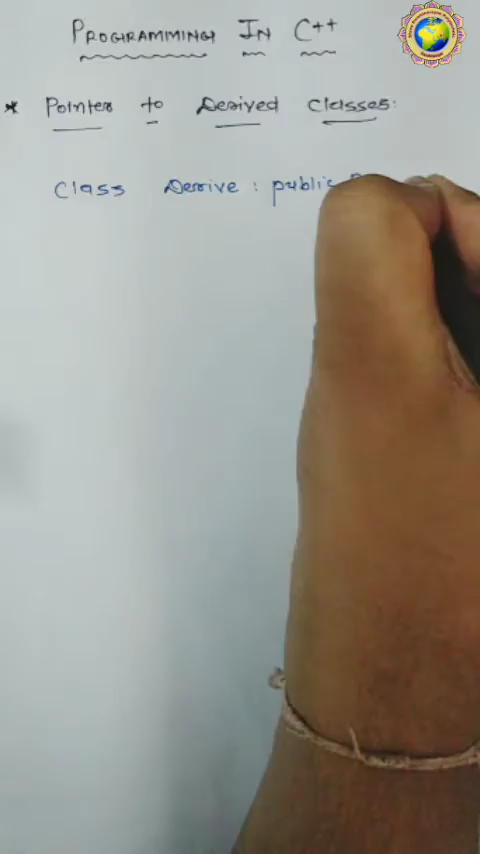 PROGRAMMING IN C++
* Pointer to Derived Classes:
Class Derive : public